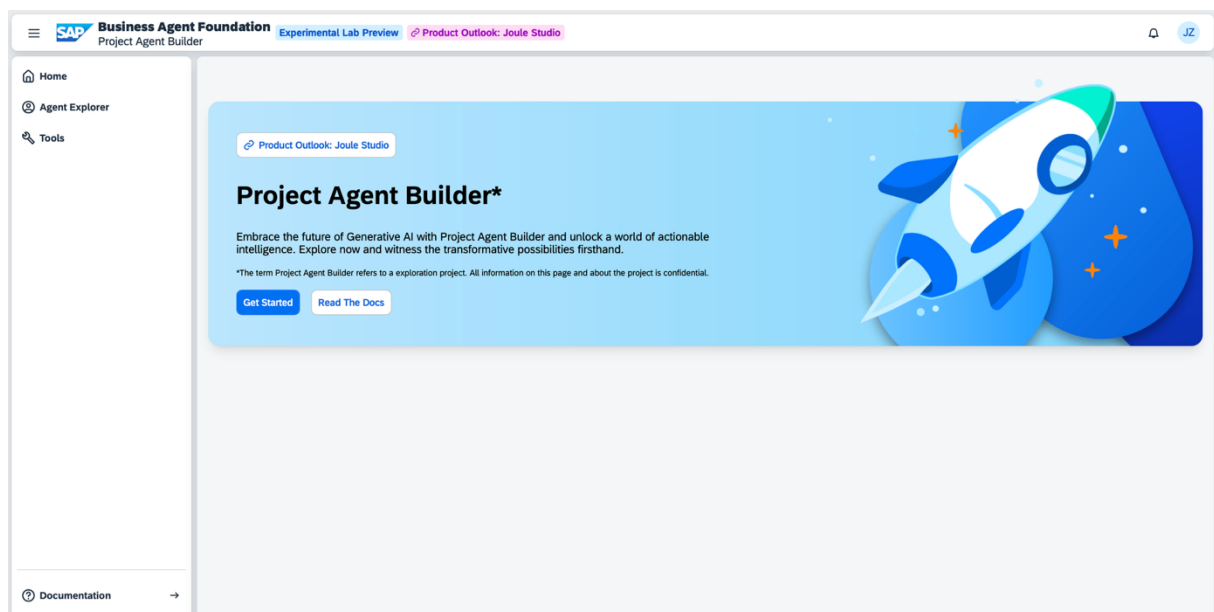 SAP
Business Agent Foundation
Project Agent Builder
Experimental Lab Preview
Product Outlook: Joule Studio
JZ
Home
Agent Explorer
Tools
Product Outlook: Joule Studio
Project Agent Builder*
Embrace the future of Generative AI with Project Agent Builder and unlock a world of actionable
intelligence. Explore now and witness the transformative possibilities firsthand.
*The term Project Agent Builder refers to a exploration project. All information on this page and about the project is confidential.
Get Started
Read The Docs
Documentation